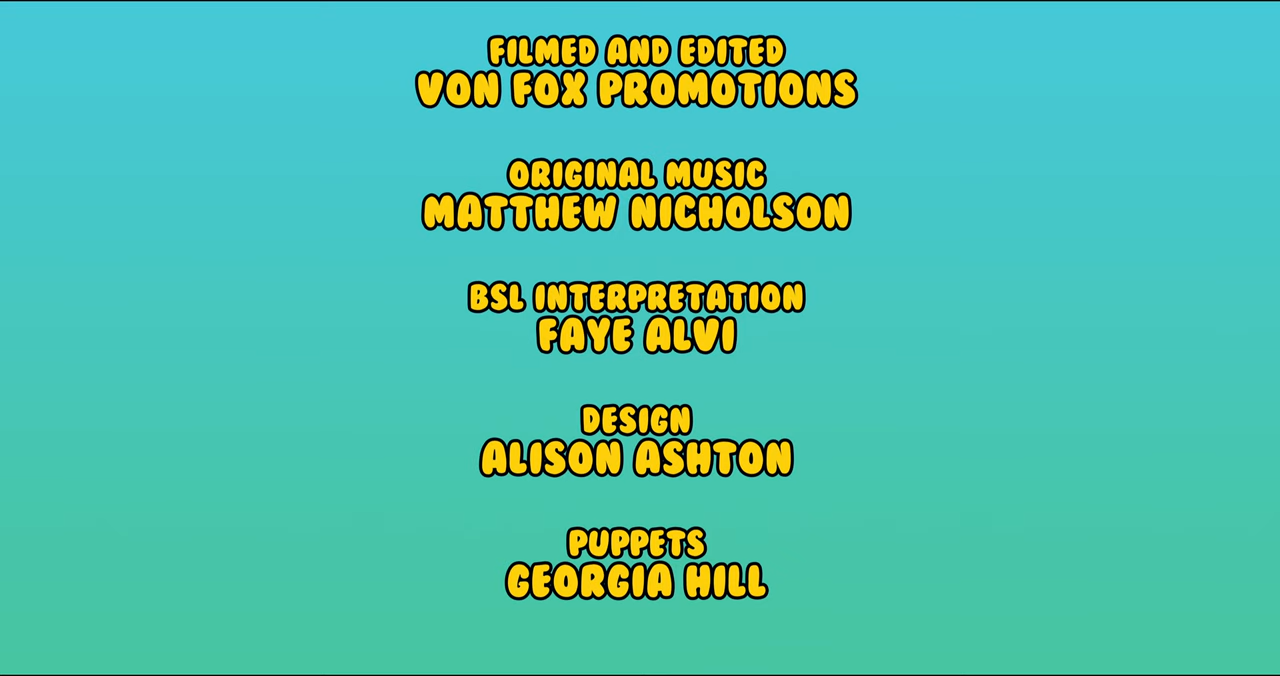 FILMED AND EDITED
VON FOX PROMOTIONS
ORIGINAL MUSIC
MATTHEW NICHOLSON
BSL INTERPRETATION
FAYE ALVI
DESIGN
ALISON ASHTON
PUPPETS
GEORGIA HILL